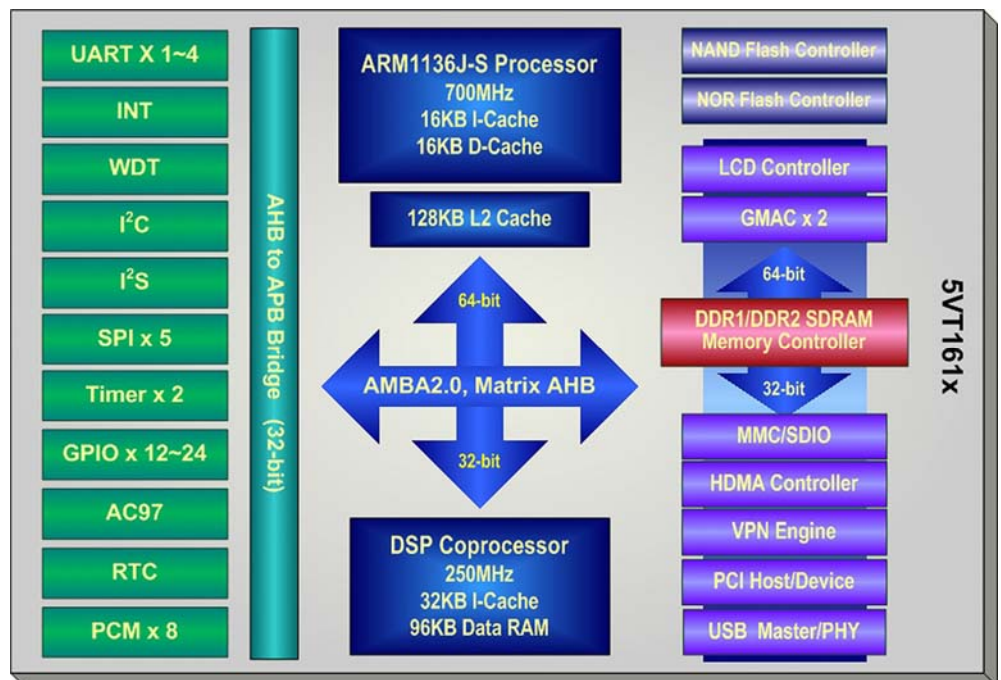 UART X 1~4
INT
WDT
I²C
I²S
SPI x 5
Timer x 2
GPIO x 12~24
AC97
RTC
PCM x 8
AHB to APB Bridge (32-bit)
ARM1136J-S Processor
700MHz
16KB I-Cache
16KB D-Cache
128KB L2 Cache
64-bit
AMBA2.0, Matrix AHB
32-bit
DSP Coprocessor
250MHz
32KB I-Cache
96KB Data RAM
NAND Flash Controller
NOR Flash Controller
LCD Controller
GMAC x 2
64-bit
DDR1/DDR2 SDRAM
Memory Controller
32-bit
MMC/SDIO
HDMA Controller
VPN Engine
PCI Host/Device
USB Master/PHY
5VT161x